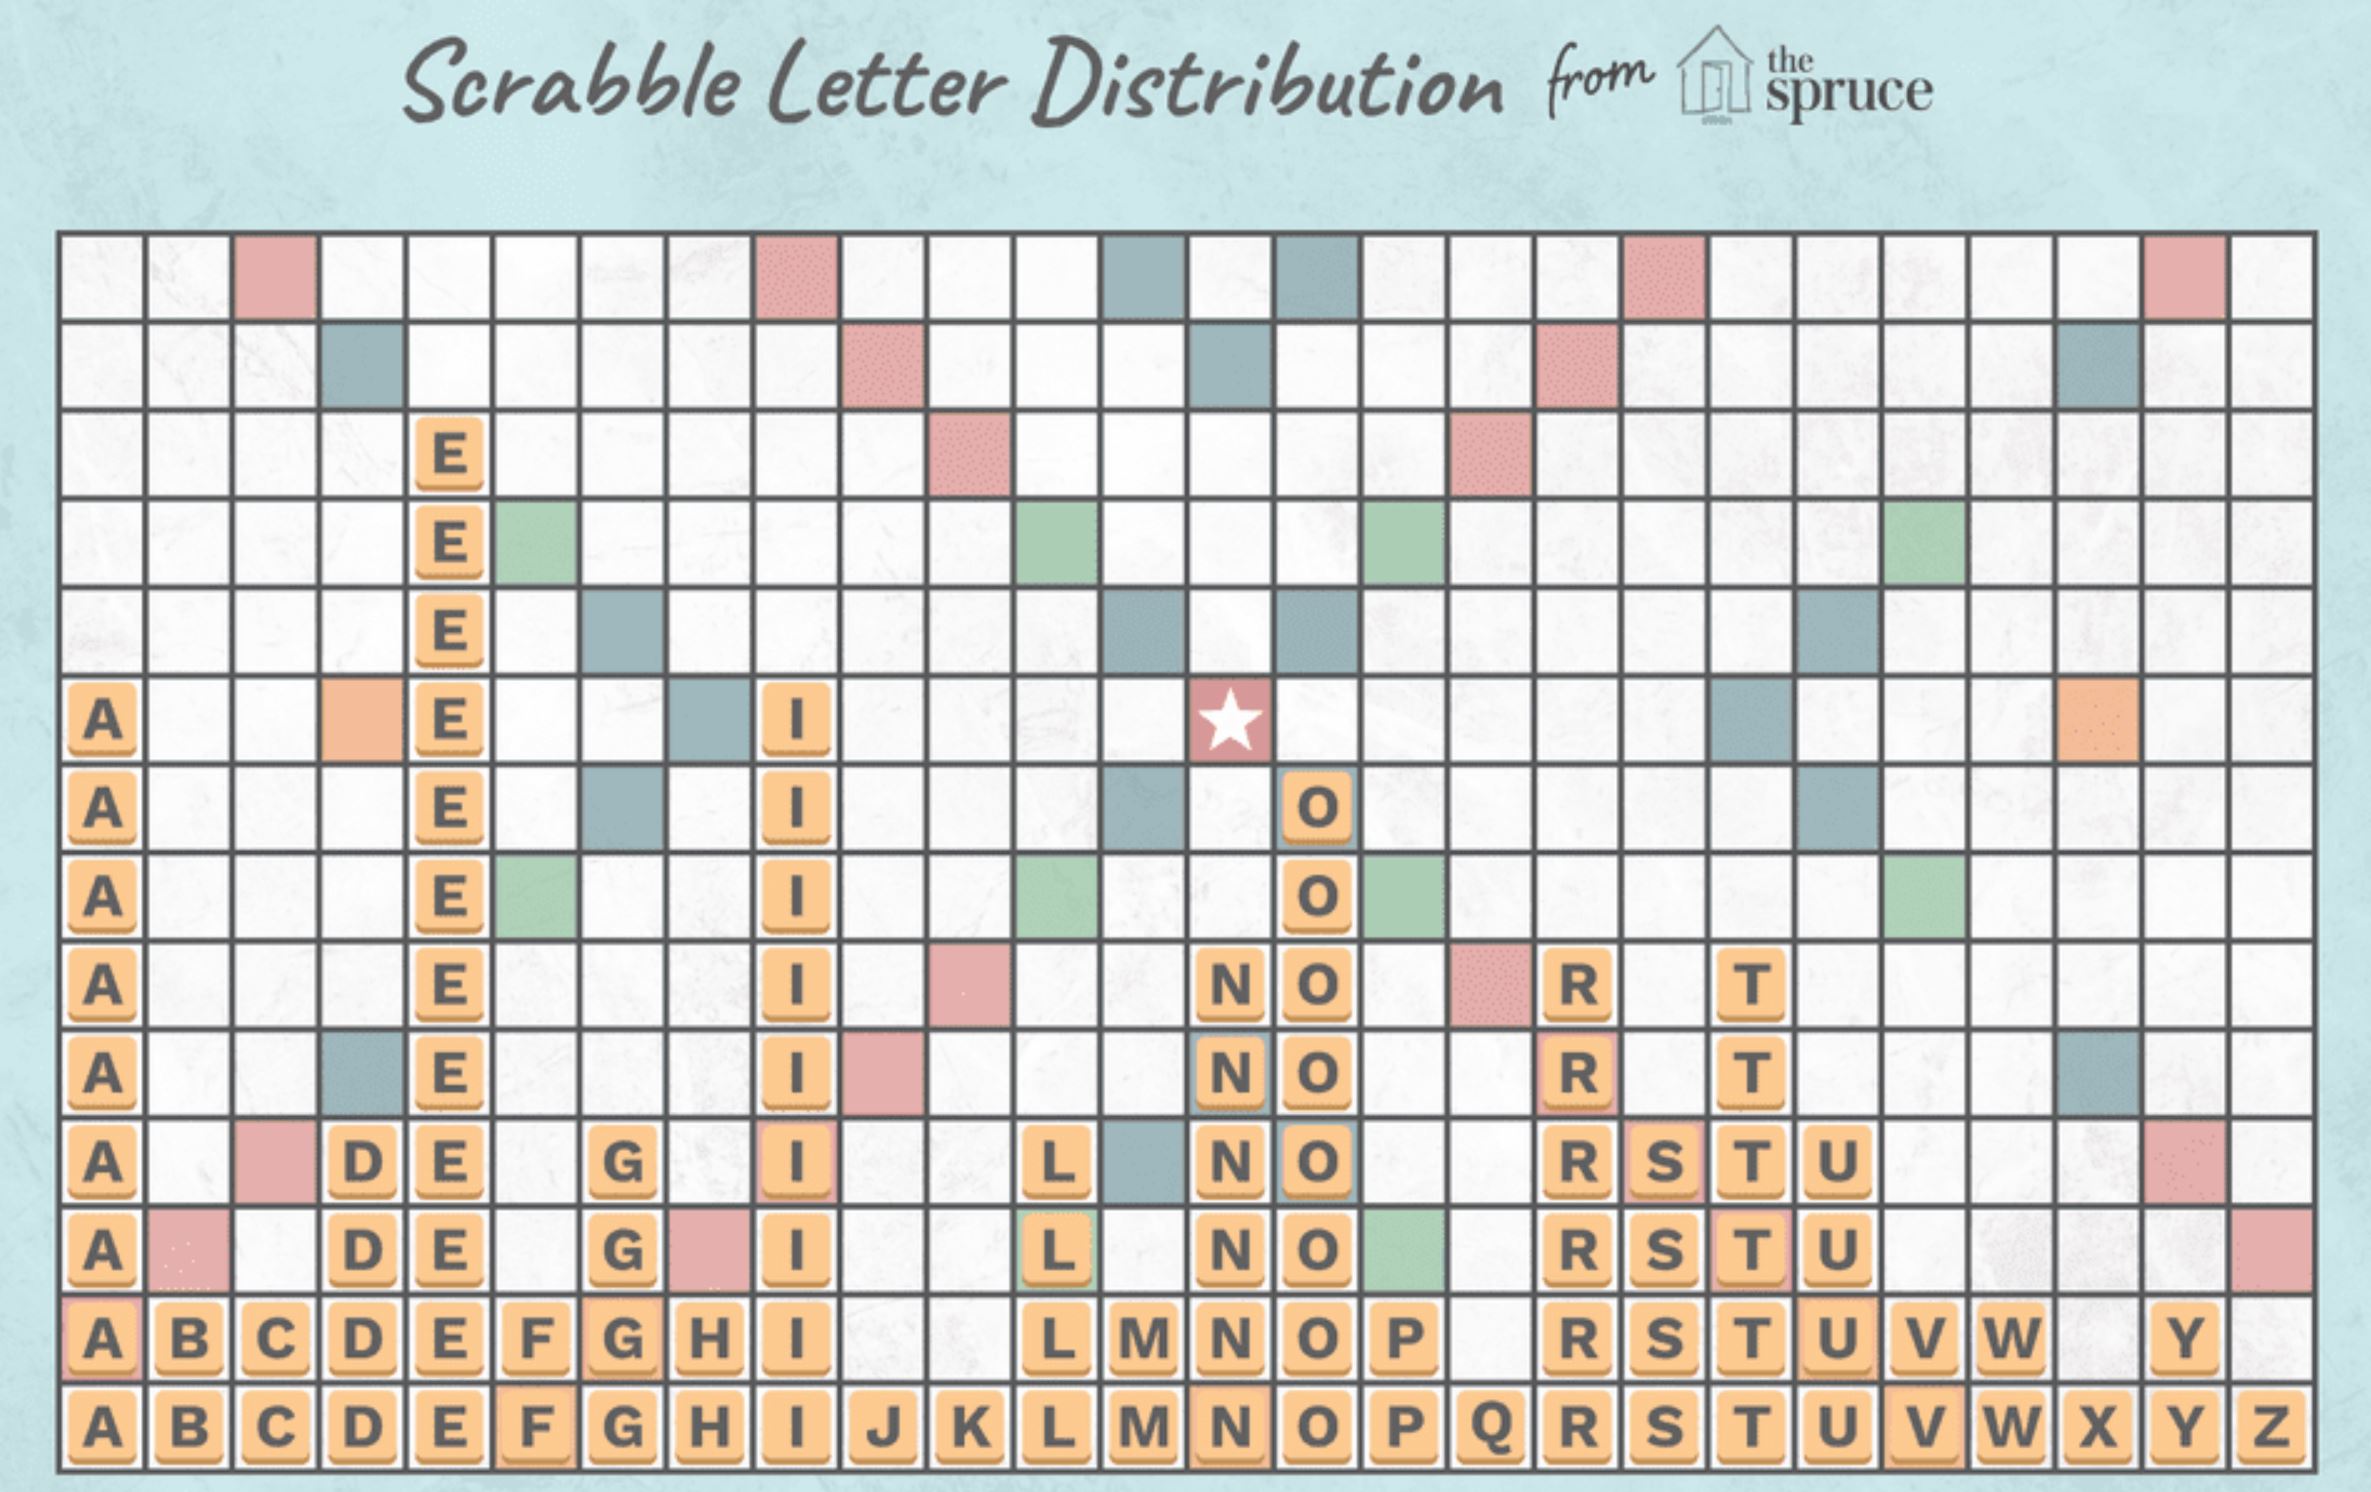 Scrabble Letter Distribution from the spruce
E
E
E
A E I
A E I O
A E I O
A E I N O R T
A E I N O R T
A D E G I L N O R S T U
A D E G I L N O R S T U
A B C D E F G H I L M N O P R S T U V W Y
A B C D E F G H I J K L M N O P Q R S T U V W X Y Z